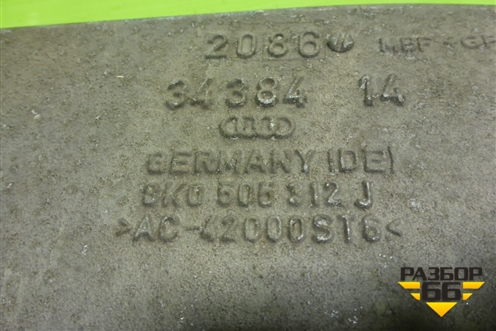 2086
34384 14
GERMANY (DE)
8K0 505 312 J
>AC-42000ST6<
РАЗБОР
66